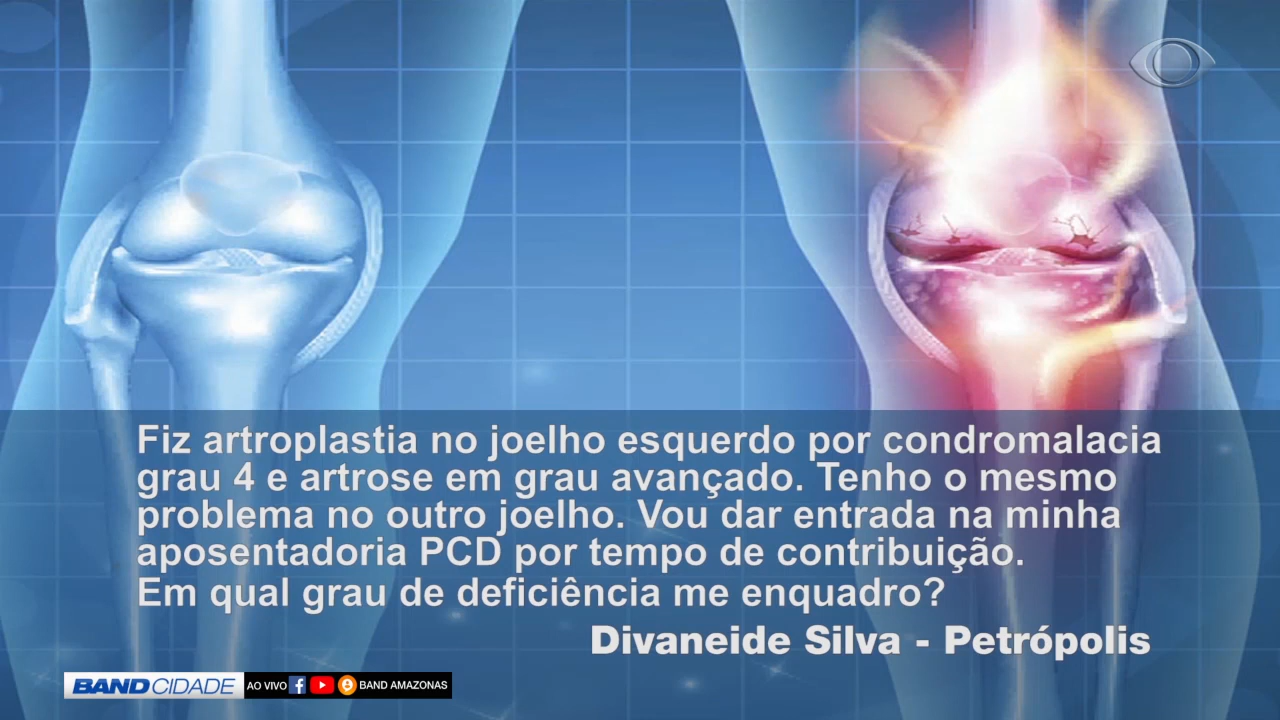 Fiz artroplastia no joelho esquerdo por condromalacia
grau 4 e artrose em grau avançado. Tenho o mesmo
problema no outro joelho. Vou dar entrada na minha
aposentadoria PCD por tempo de contribuição.
Em qual grau de deficiência me enquadro?
Divaneide Silva - Petrópolis
BAND CIDADE AO VIVO BAND AMAZONAS